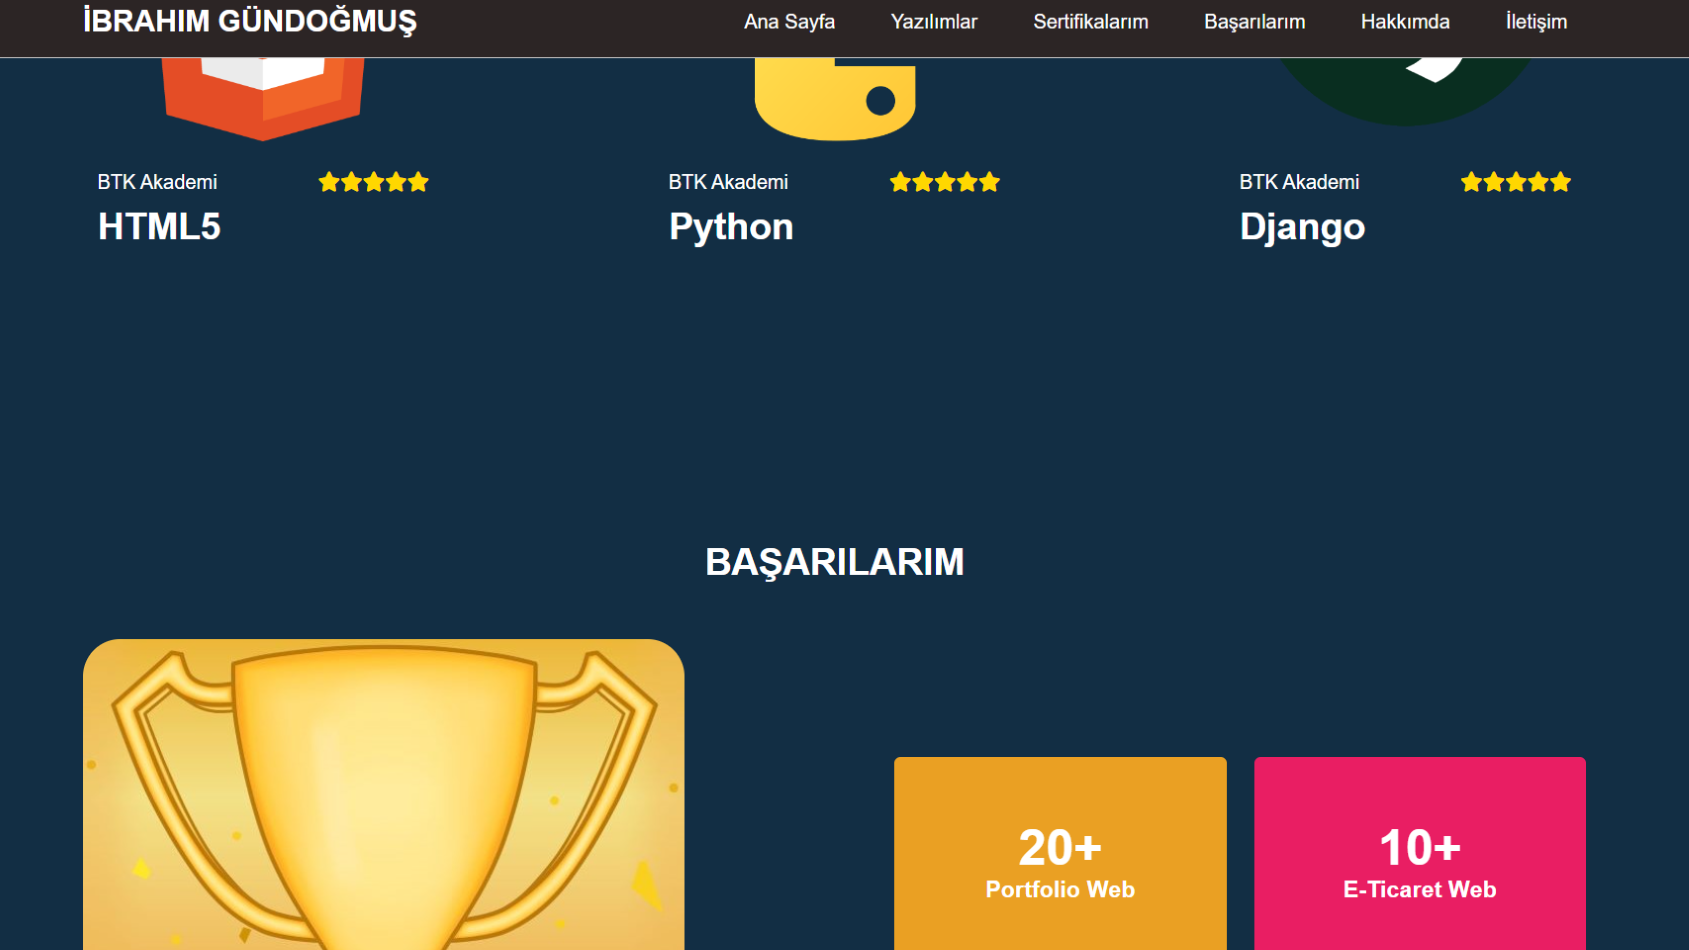 İBRAHIM GÜNDOĞMUŞ
Ana Sayfa
Yazılımlar
Sertifikalarım
Başarılarım
Hakkımda
İletişim
BTK Akademi
HTML5
BTK Akademi
Python
BTK Akademi
Django
BAŞARILARIM
20+
Portfolio Web
10+
E-Ticaret Web